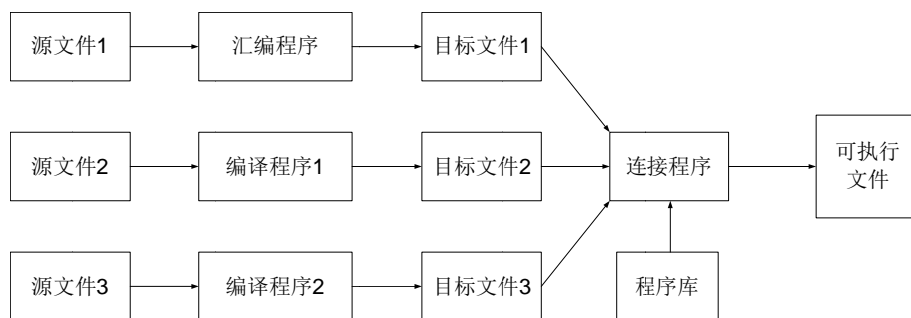 源文件1
汇编程序
目标文件1
源文件2
编译程序1
目标文件2
连接程序
可执行
文件
源文件3
编译程序2
目标文件3
程序库